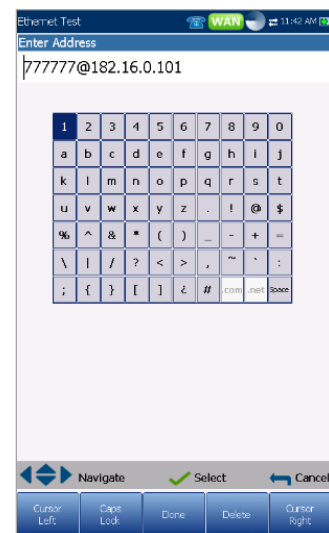 Ethernet Test WAN 11:42 AM
Enter Address
777777@182.16.0.101
1 2 3 4 5 6 7 8 9 0
a b c d e f g h i j
k l m n o p q r s t
u v w x y z . ! @ $
% ^ & * ( ) _ - + =
\ | / ? < > , ~ ` :
; { } [ ] ¿ # .com .net Space
Navigate Select Cancel
Cursor Left Caps Lock Done Delete Cursor Right